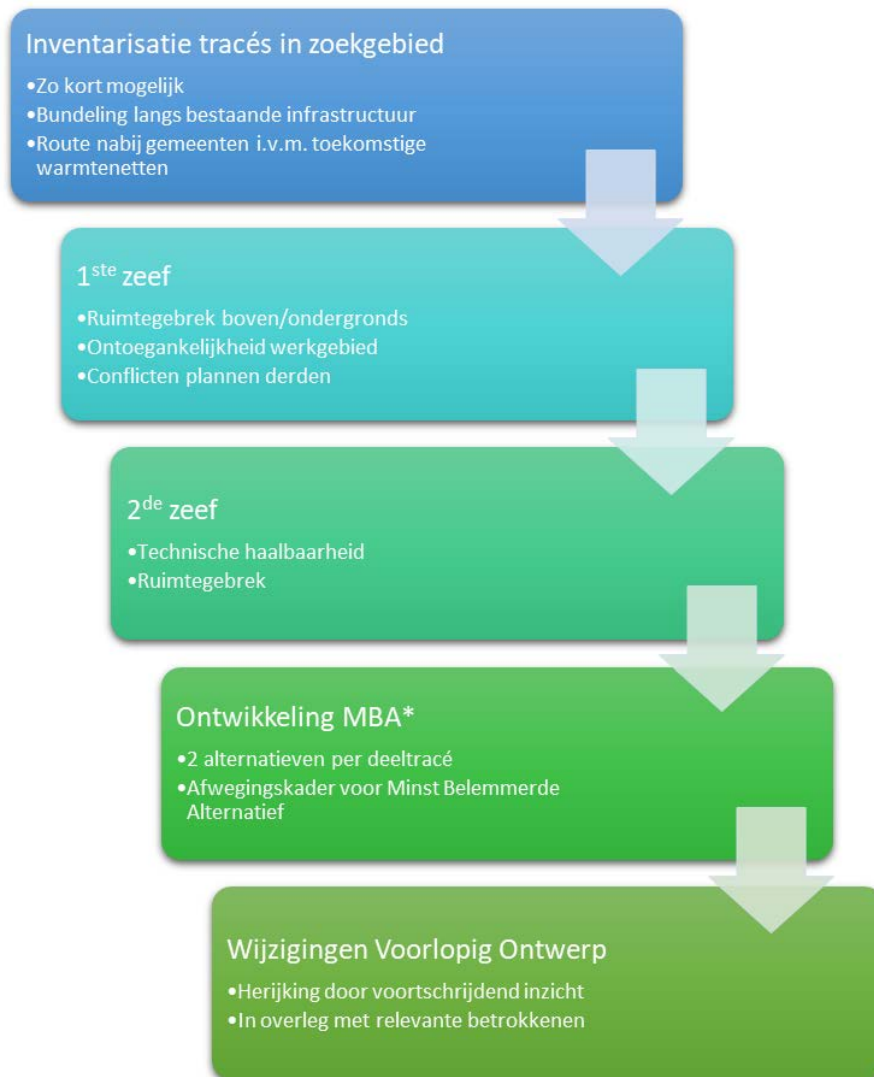 Inventarisatie tracés in zoekgebied
•Zo kort mogelijk
•Bundeling langs bestaande infrastructuur
•Route nabij gemeenten i.v.m. toekomstige
warmtenetten
1ste zeef
•Ruimtegebrek boven/ondergronds
•Ontoegankelijkheid werkgebied
•Conflicten plannen derden
2de zeef
•Technische haalbaarheid
•Ruimtegebrek
Ontwikkeling MBA*
•2 alternatieven per deeltracé
•Afwegingskader voor Minst Belemmerde
Alternatief
Wijzigingen Voorlopig Ontwerp
•Herijking door voortschrijdend inzicht
•In overleg met relevante betrokkenen